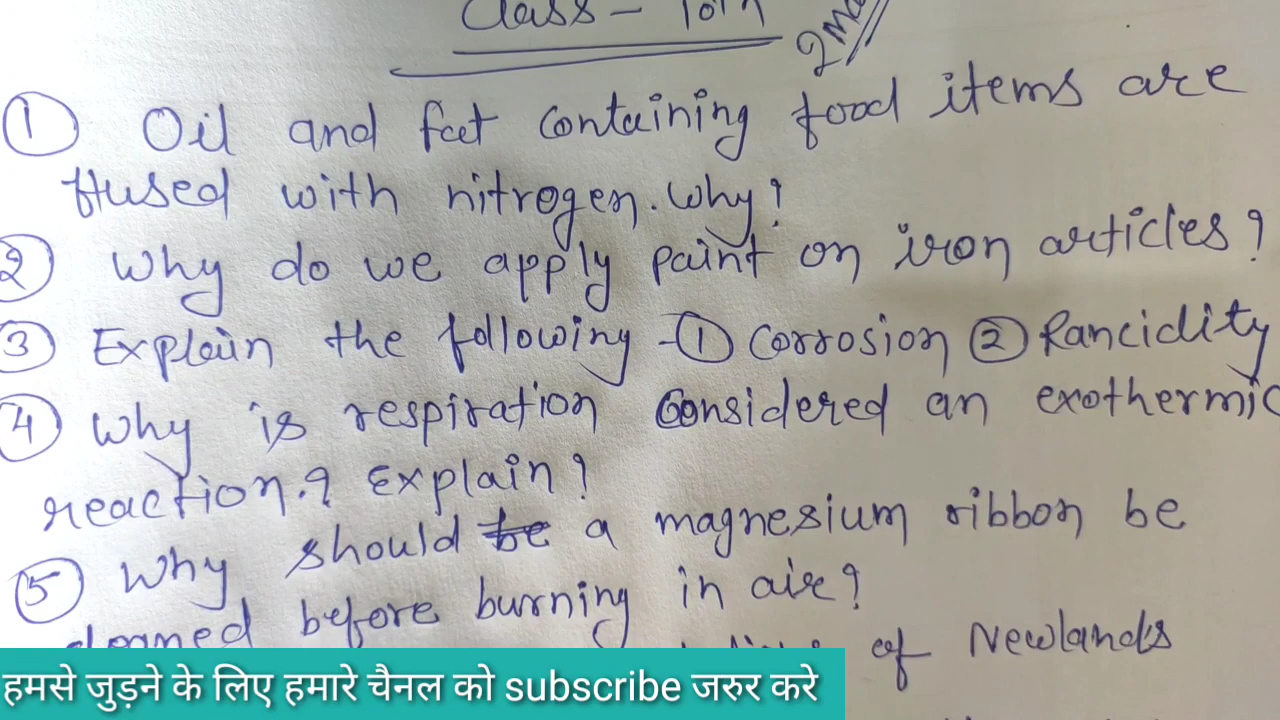 Class - 10th
2Ma
① Oil and fat containing food items are
flused with nitrogen. Why?
② Why do we apply paint on iron articles?
③ Explain the following - ① Corrosion ② Rancidity
④ Why is respiration Considered an exothermic
reaction.? Explain?
⑤ Why should be a magnesium ribbon be
cleaned before burning in air?
of Newland's
हमसे जुड़ने के लिए हमारे चैनल को subscribe जरुर करे